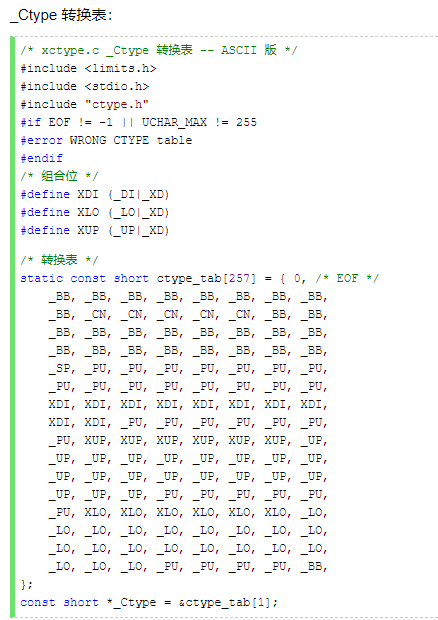 _Ctype 转换表：
/* xctype.c _Ctype 转换表 -- ASCII 版 */
#include <limits.h>
#include <stdio.h>
#include "ctype.h"
#if EOF != -1 || UCHAR_MAX != 255
#error WRONG CTYPE table
#endif
/* 组合位 */
#define XDI (_DI|_XD)
#define XLO (_LO|_XD)
#define XUP (_UP|_XD)
/* 转换表 */
static const short ctype_tab[257] = { 0, /* EOF */
_BB, _BB, _BB, _BB, _BB, _BB, _BB, _BB,
_BB, _CN, _CN, _CN, _CN, _CN, _BB, _BB,
_BB, _BB, _BB, _BB, _BB, _BB, _BB, _BB,
_BB, _BB, _BB, _BB, _BB, _BB, _BB, _BB,
_SP, _PU, _PU, _PU, _PU, _PU, _PU, _PU,
_PU, _PU, _PU, _PU, _PU, _PU, _PU, _PU,
XDI, XDI, XDI, XDI, XDI, XDI, XDI, XDI,
XDI, XDI, _PU, _PU, _PU, _PU, _PU, _PU,
_PU, XUP, XUP, XUP, XUP, XUP, XUP, _UP,
_UP, _UP, _UP, _UP, _UP, _UP, _UP, _UP,
_UP, _UP, _UP, _UP, _UP, _UP, _UP, _UP,
_UP, _UP, _UP, _PU, _PU, _PU, _PU, _PU,
_PU, XLO, XLO, XLO, XLO, XLO, XLO, _LO,
_LO, _LO, _LO, _LO, _LO, _LO, _LO, _LO,
_LO, _LO, _LO, _LO, _LO, _LO, _LO, _LO,
_LO, _LO, _LO, _PU, _PU, _PU, _PU, _BB,
};
const short *_Ctype = &ctype_tab[1];